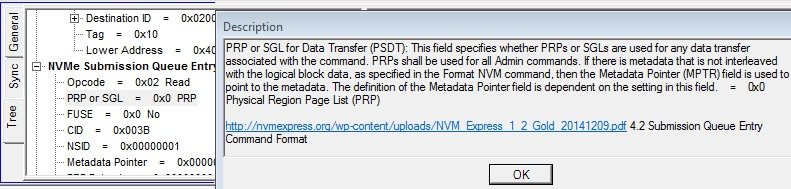 General
Sync
Tree
Destination ID = 0x0200
Tag = 0x10
Lower Address = 0x40
NVMe Submission Queue Entry
Opcode = 0x02 Read
PRP or SGL = 0x0 PRP
FUSE = 0x0 No
CID = 0x003B
NSID = 0x00000001
Metadata Pointer = 0x00000
Description
PRP or SGL for Data Transfer (PSDT): This field specifies whether PRPs or SGLs are used for any data transfer
associated with the command. PRPs shall be used for all Admin commands. If there is metadata that is not interleaved
with the logical block data, as specified in the Format NVM command, then the Metadata Pointer (MPTR) field is used to
point to the metadata. The definition of the Metadata Pointer field is dependent on the setting in this field. = 0x0
Physical Region Page List (PRP)
http://nvmexpress.org/wp-content/uploads/NVM_Express_1_2_Gold_20141209.pdf 4.2 Submission Queue Entry
Command Format
OK